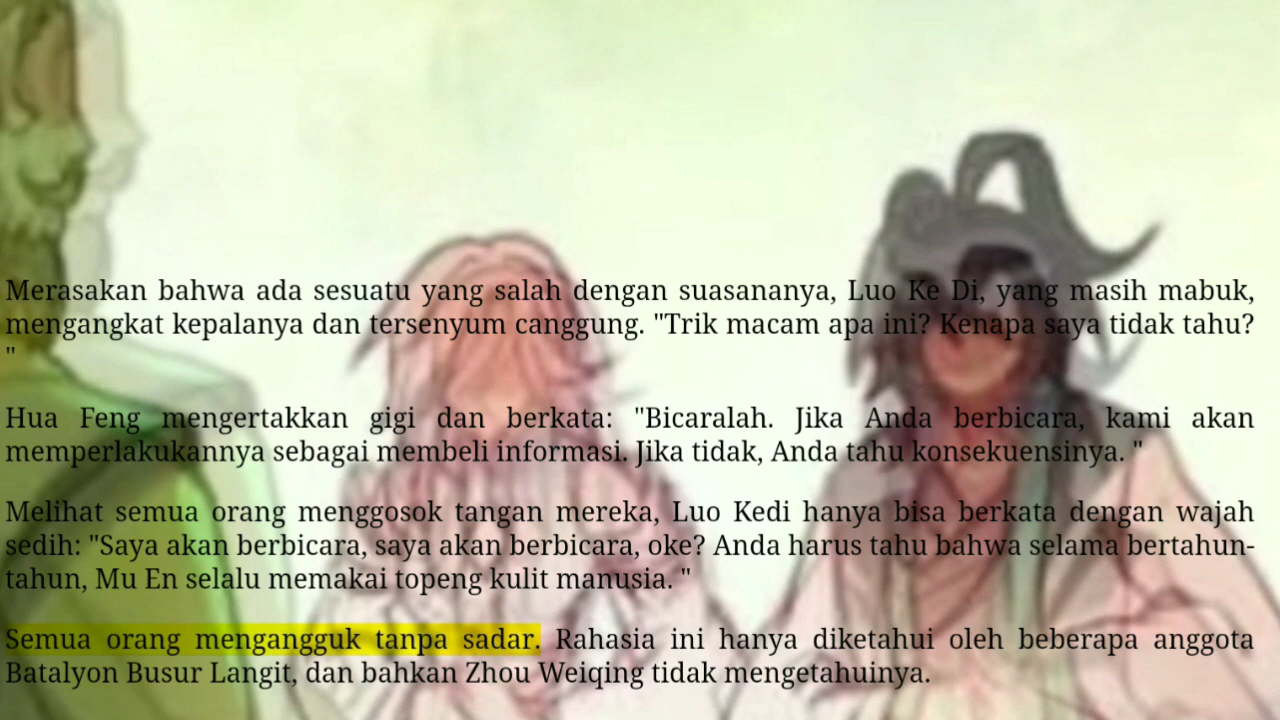 Merasakan bahwa ada sesuatu yang salah dengan suasananya, Luo Ke Di, yang masih mabuk,
mengangkat kepalanya dan tersenyum canggung. "Trik macam apa ini? Kenapa saya tidak tahu?
"
Hua Feng mengertakkan gigi dan berkata: "Bicaralah. Jika Anda berbicara, kami akan
memperlakukannya sebagai membeli informasi. Jika tidak, Anda tahu konsekuensinya. "
Melihat semua orang menggosok tangan mereka, Luo Kedi hanya bisa berkata dengan wajah
sedih: "Saya akan berbicara, saya akan berbicara, oke? Anda harus tahu bahwa selama bertahun-
tahun, Mu En selalu memakai topeng kulit manusia. "
Semua orang mengangguk tanpa sadar. Rahasia ini hanya diketahui oleh beberapa anggota
Batalyon Busur Langit, dan bahkan Zhou Weiqing tidak mengetahuinya.